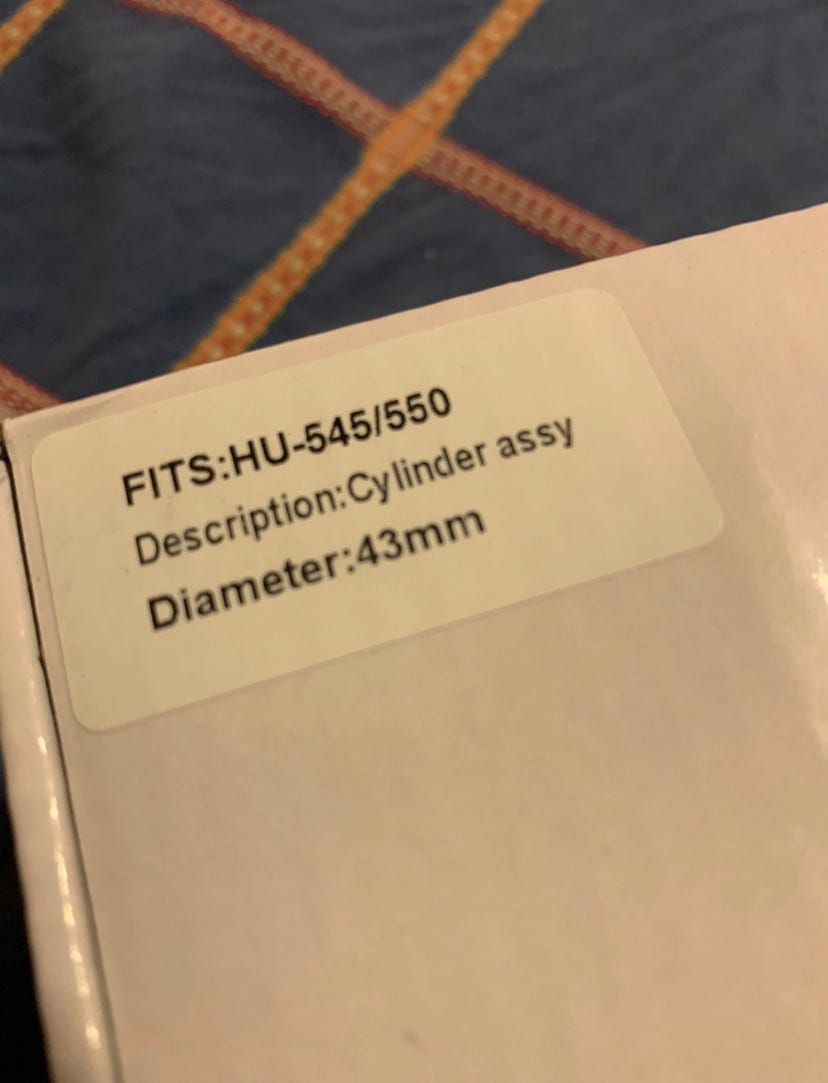 FITS:HU-545/550
Description:Cylinder assy
Diameter:43mm